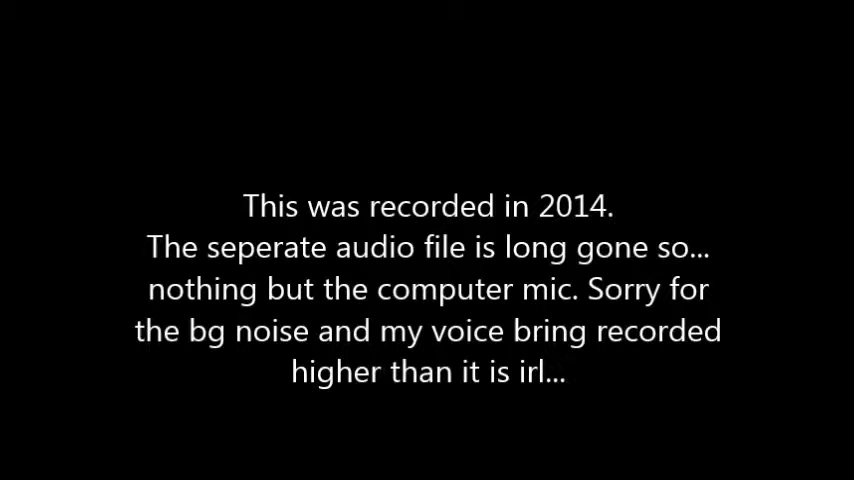 This was recorded in 2014.
The seperate audio file is long gone so...
nothing but the computer mic. Sorry for
the bg noise and my voice bring recorded
higher than it is irl...